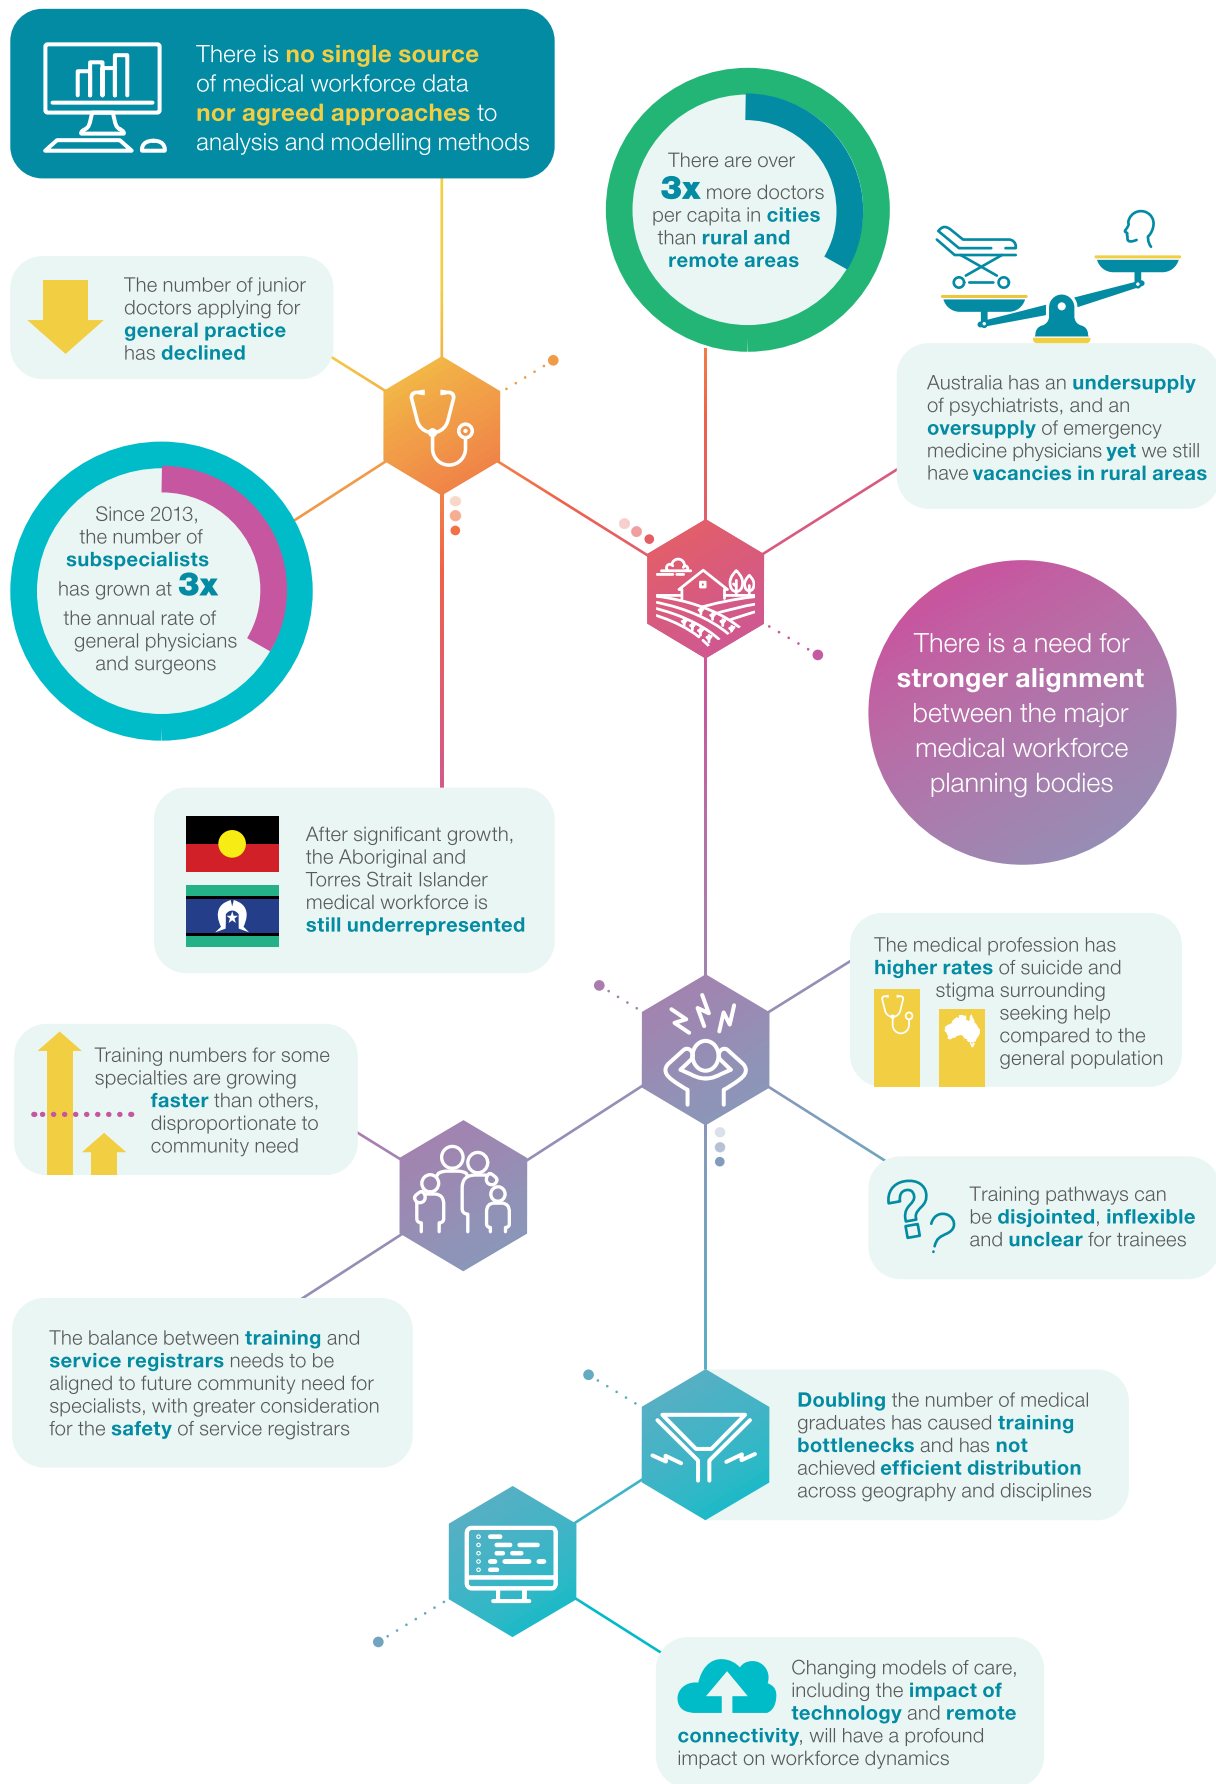 There is no single source
of medical workforce data
nor agreed approaches to
analysis and modelling methods
There are over
3x more doctors
per capita in cities
than rural and
remote areas
The number of junior
doctors applying for
general practice
has declined
Australia has an undersupply
of psychiatrists, and an
oversupply of emergency
medicine physicians yet we still
have vacancies in rural areas
Since 2013,
the number of
subspecialists
has grown at 3x
the annual rate of
general physicians
and surgeons
There is a need for
stronger alignment
between the major
medical workforce
planning bodies
After significant growth,
the Aboriginal and
Torres Strait Islander
medical workforce is
still underrepresented
The medical profession has
higher rates of suicide and
stigma surrounding
seeking help
compared to the
general population
Training numbers for some
specialties are growing
faster than others,
disproportionate to
community need
Training pathways can
be disjointed, inflexible
and unclear for trainees
The balance between training and
service registrars needs to be
aligned to future community need for
specialists, with greater consideration
for the safety of service registrars
Doubling the number of medical
graduates has caused training
bottlenecks and has not
achieved efficient distribution
across geography and disciplines
Changing models of care,
including the impact of
technology and remote
connectivity, will have a profound
impact on workforce dynamics